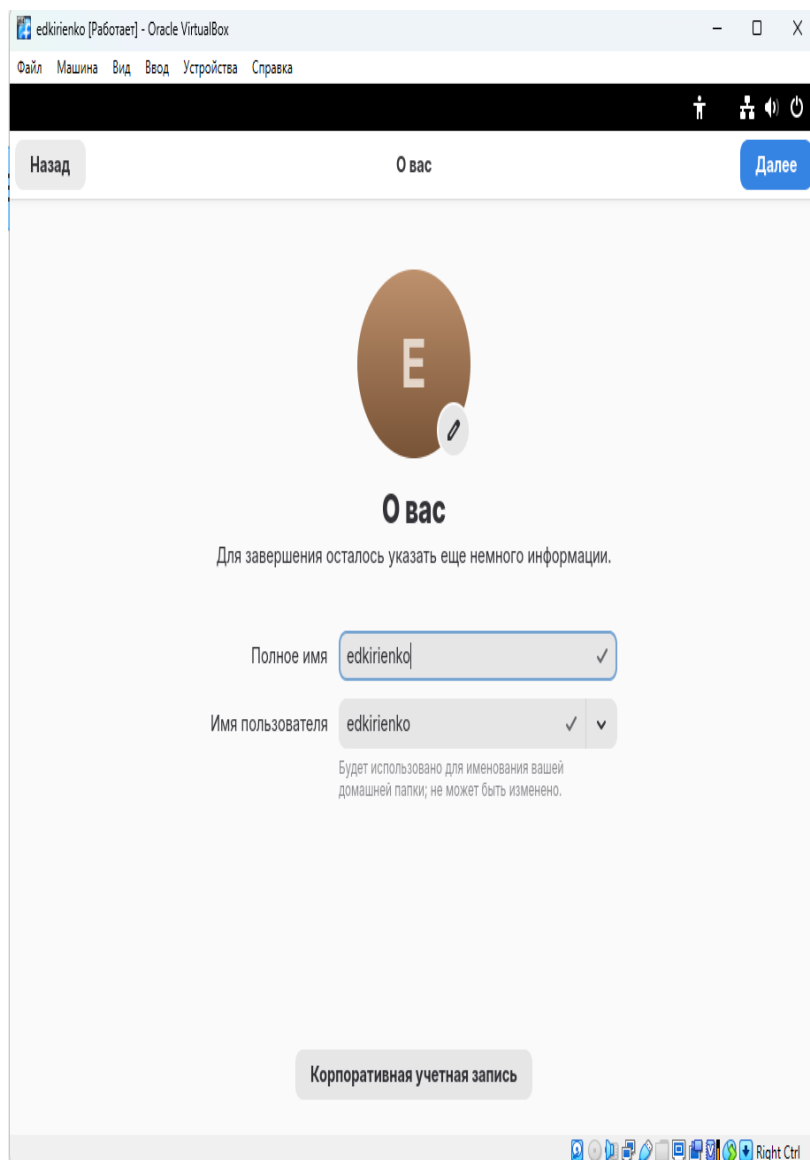 edkirienko [Работает] - Oracle VirtualBox
Файл Машина Вид Ввод Устройства Справка
Назад
О вас
Далее
E
О вас
Для завершения осталось указать еще немного информации.
Полное имя edkirienko
Имя пользователя edkirienko
Будет использовано для именования вашей
домашней папки; не может быть изменено.
Корпоративная учетная запись
Right Ctrl